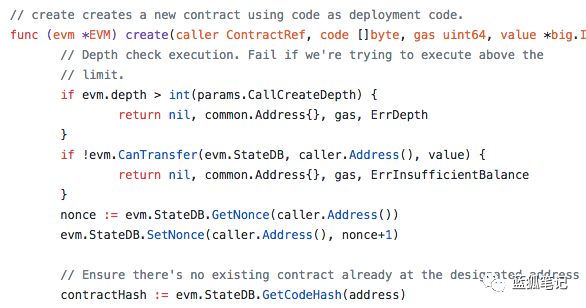 // create creates a new contract using code as deployment code.
func (evm *EVM) create(caller ContractRef, code []byte, gas uint64, value *big.I
// Depth check execution. Fail if we're trying to execute above the
// limit.
if evm.depth > int(params.CallCreateDepth) {
return nil, common.Address{}, gas, ErrDepth
}
if !evm.CanTransfer(evm.StateDB, caller.Address(), value) {
return nil, common.Address{}, gas, ErrInsufficientBalance
}
nonce := evm.StateDB.GetNonce(caller.Address())
evm.StateDB.SetNonce(caller.Address(), nonce+1)
// Ensure there's no existing contract already at the designated address
contractHash := evm.StateDB.GetCodeHash(address)
蓝狐笔记